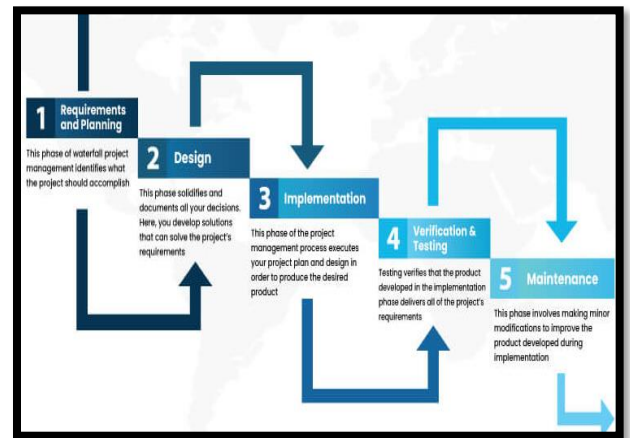 1 Requirements
and Planning
This phase of waterfall project
management identifies what
the project should accomplish
2 Design
This phase solidifies and
documents all your decisions.
Here, you develop solutions
that can solve the project's
requirements
3 Implementation
This phase of the project
management process executes
your project plan and design in
order to produce the desired
product
4 Verification &
Testing
Testing verifies that the product
developed in the implementation
phase delivers all of the project's
requirements
5 Maintenance
This phase involves making minor
modifications to improve the
product developed during
implementation